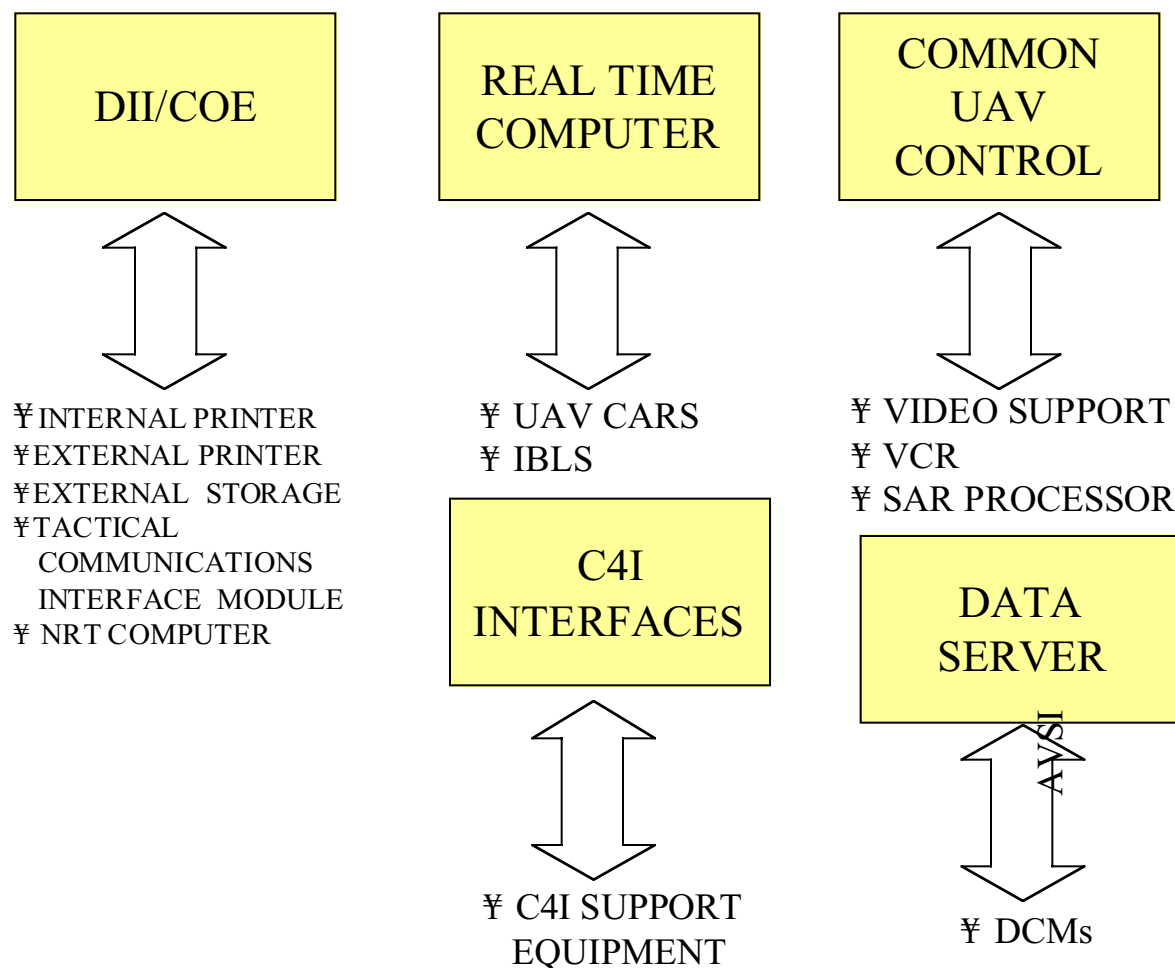 DII/COE
¥ INTERNAL PRINTER
¥ EXTERNAL PRINTER
¥ EXTERNAL STORAGE
¥ TACTICAL
COMMUNICATIONS
INTERFACE MODULE
¥ NRT COMPUTER
REAL TIME
COMPUTER
¥ UAV CARS
¥ IBLS
C4I
INTERFACES
¥ C4I SUPPORT
EQUIPMENT
COMMON
UAV
CONTROL
¥ VIDEO SUPPORT
¥ VCR
¥ SAR PROCESSOR
DATA
SERVER
AVSI
¥ DCMs